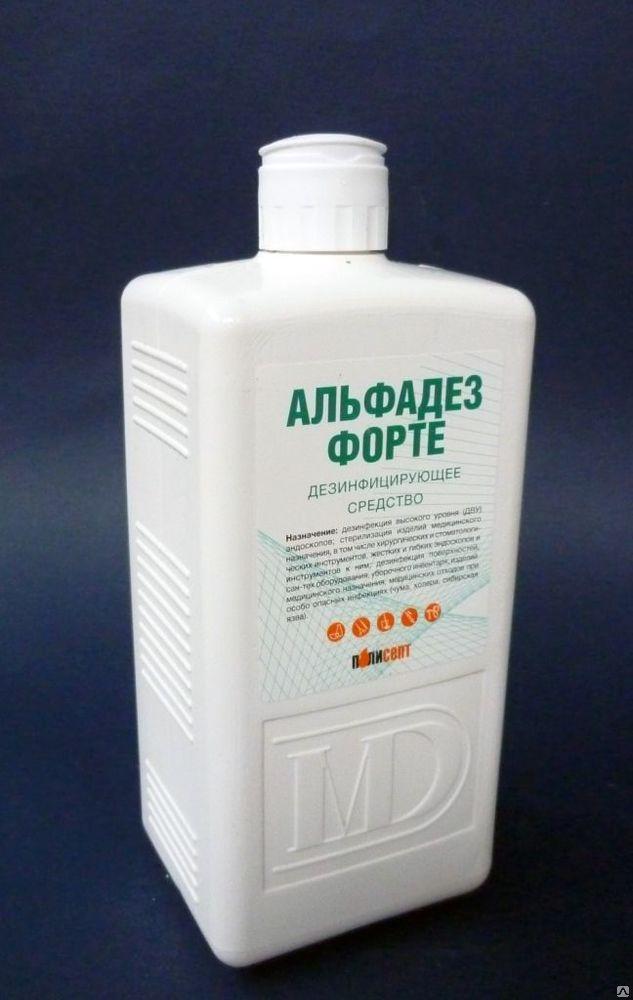 АЛЬФАДЕЗ
ФОРТЕ
ДЕЗИНФИЦИРУЮЩЕЕ
СРЕДСТВО
Назначение: дезинфекция высокого уровня (ДВУ)
эндоскопов; стерилизация изделий медицинского
назначения, в том числе хирургических и стоматологи-
ческих инструментов, жестких и гибких эндоскопов и
инструментов к ним; дезинфекция поверхностей,
сан-тех оборудования, уборочного инвентаря; изделий
медицинского назначения; медицинских отходов при
особо опасных инфекциях (чума, холера, сибирская
язва).
полисепт
MD